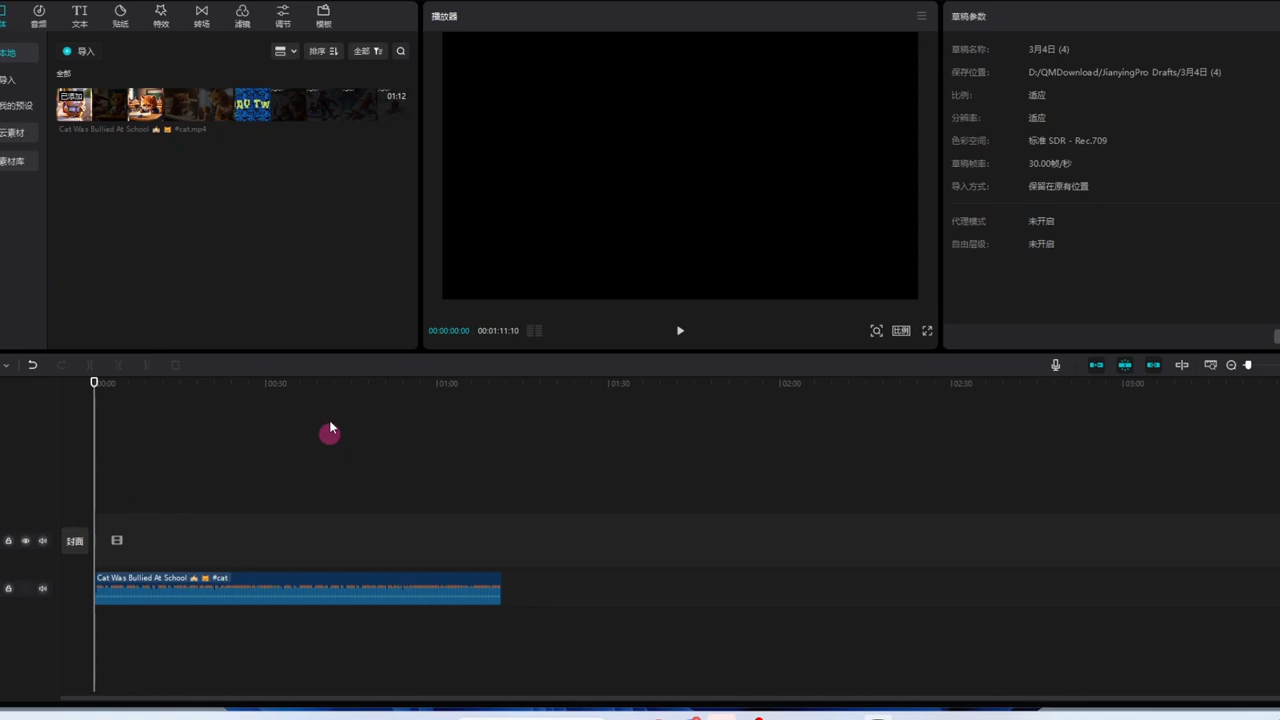 体 音频 文本 贴纸 特效 转场 滤镜 调节 模板
本地
导入
我的预设
云素材
素材库
导入 排序 全部
全部
已添加
AU TW
01:12
Cat Was Bullied At School 🏫 🐱 #cat.mp4
播放器
00:00:00:00 00:01:11:10 比例
草稿参数
草稿名称: 3月4日 (4)
保存位置: D:/QMDownload/JianyingPro Drafts/3月4日 (4)
比例: 适应
分辨率: 适应
色彩空间: 标准 SDR - Rec.709
草稿帧率: 30.00帧/秒
导入方式: 保留在原有位置
代理模式 未开启
自由层级: 未开启
00:00 00:30 01:00 01:30 02:00 02:30 03:00
封面
Cat Was Bullied At School 🏫 🐱 #cat